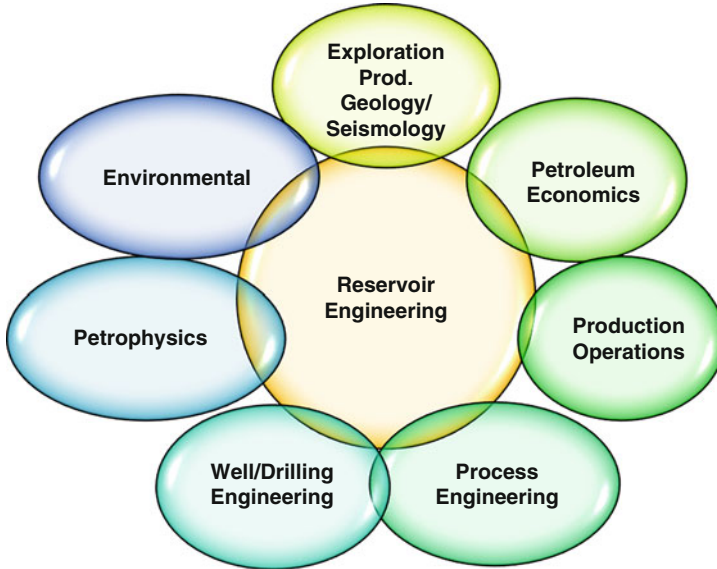 Exploration
Prod.
Geology/
Seismology
Environmental
Petroleum
Economics
Reservoir
Engineering
Petrophysics
Production
Operations
Well/Drilling
Engineering
Process
Engineering